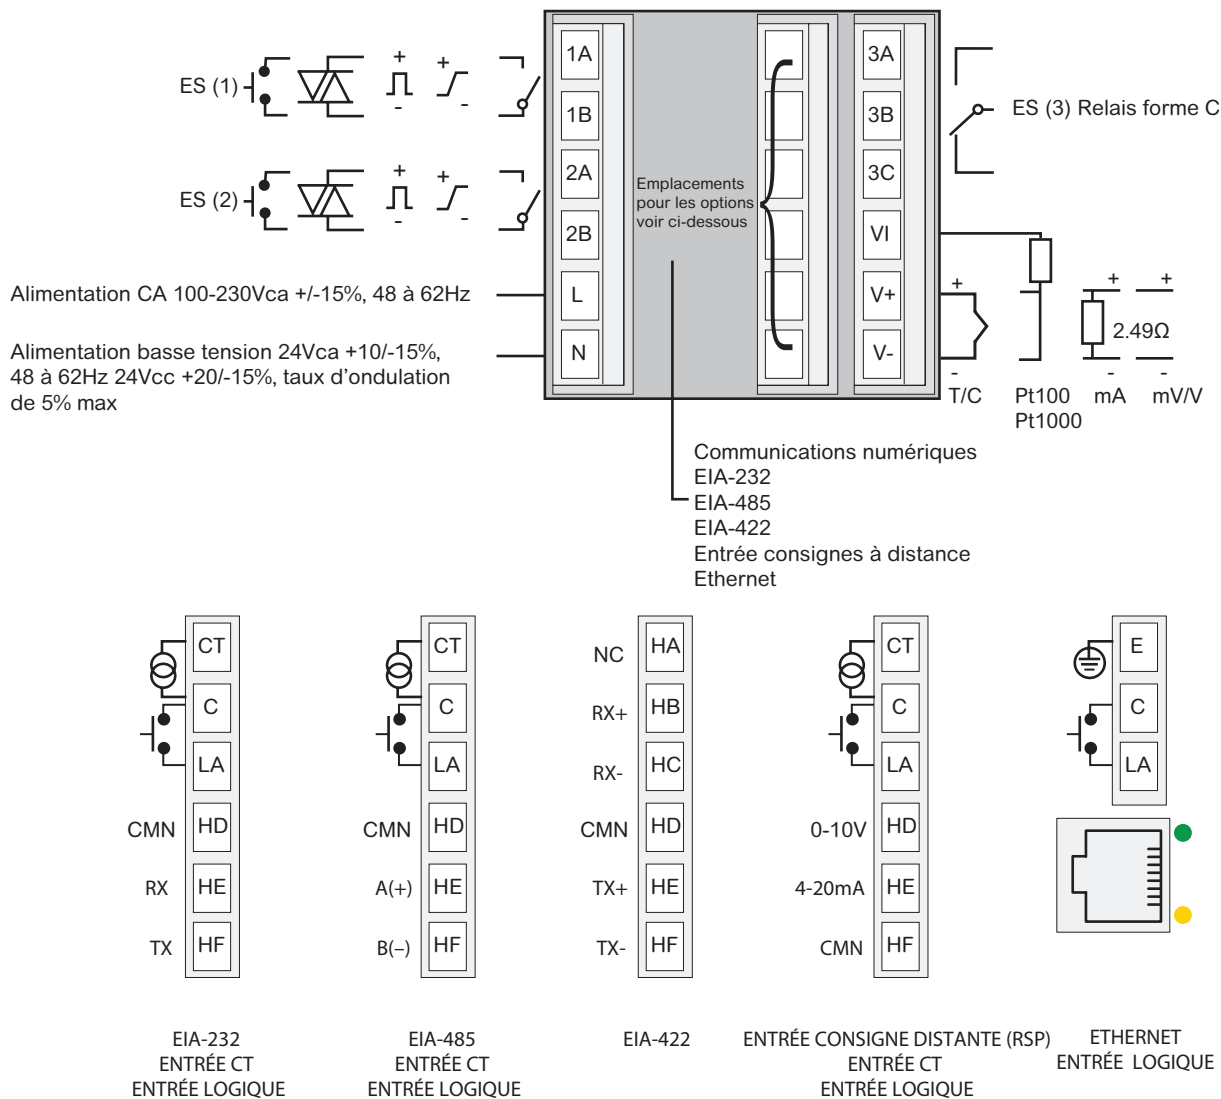 1A
3A
+
+
ES (1)
-
-
1B
3B
ES (3) Relais forme C
2A
3C
Emplacements
pour les options
voir ci-dessous
+
+
ES (2)
-
-
2B
VI
Alimentation CA 100-230Vca +/-15%, 48 à 62Hz
L
V+
+
+
+
2.49Ω
Alimentation basse tension 24Vca +10/-15%,
48 à 62Hz 24Vcc +20/-15%, taux d’ondulation
de 5% max
N
V-
-
-
-
T/C
Pt100
Pt1000
mA
mV/V
Communications numériques
EIA-232
EIA-485
EIA-422
Entrée consignes à distance
Ethernet
CT
C
LA
CMN HD
RX HE
TX HF
EIA-232
ENTRÉE CT
ENTRÉE LOGIQUE
CT
C
LA
CMN HD
A(+) HE
B(–) HF
EIA-485
ENTRÉE CT
ENTRÉE LOGIQUE
NC HA
RX+ HB
RX- HC
CMN HD
TX+ HE
TX- HF
EIA-422
CT
C
LA
0-10V HD
4-20mA HE
CMN HF
ENTRÉE CONSIGNE DISTANTE (RSP)
ENTRÉE CT
ENTRÉE LOGIQUE
E
C
LA
ETHERNET
ENTRÉE LOGIQUE